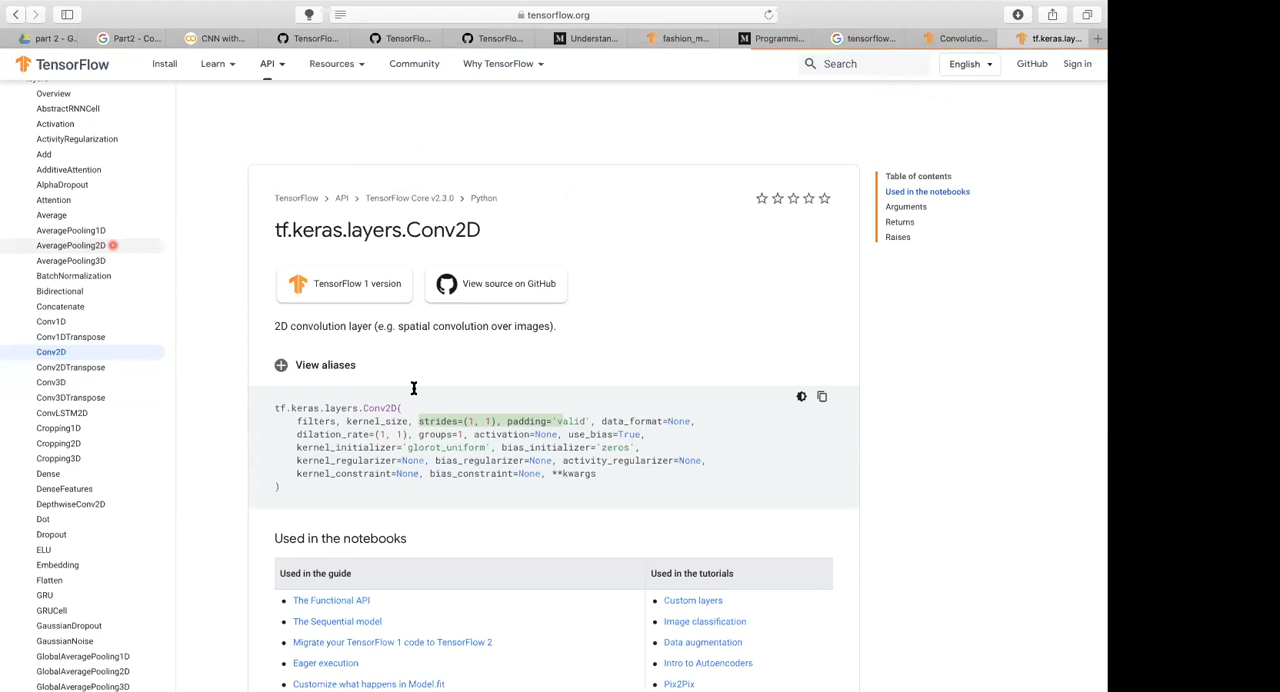 tensorflow.org
part 2 - G...
Part2 - Co...
CNN with...
TensorFlo...
TensorFlo...
TensorFlo...
Understan...
fashion_m...
Programmi...
tensorflow...
Convolutio...
tf.keras.lay...
TensorFlow
Install
Learn
API
Resources
Community
Why TensorFlow
Search
English
GitHub
Sign in
Overview
AbstractRNNCell
Activation
ActivityRegularization
Add
AdditiveAttention
AlphaDropout
Attention
Average
AveragePooling1D
AveragePooling2D
AveragePooling3D
BatchNormalization
Bidirectional
Concatenate
Conv1D
Conv1DTranspose
Conv2D
Conv2DTranspose
Conv3D
Conv3DTranspose
ConvLSTM2D
Cropping1D
Cropping2D
Cropping3D
Dense
DenseFeatures
DepthwiseConv2D
Dot
Dropout
ELU
Embedding
Flatten
GRU
GRUCell
GaussianDropout
GaussianNoise
GlobalAveragePooling1D
GlobalAveragePooling2D
GlobalAveragePooling3D
TensorFlow > API > TensorFlow Core v2.3.0 > Python
tf.keras.layers.Conv2D
TensorFlow 1 version
View source on GitHub
2D convolution layer (e.g. spatial convolution over images).
View aliases
tf.keras.layers.Conv2D(
filters, kernel_size, strides=(1, 1), padding='valid', data_format=None,
dilation_rate=(1, 1), groups=1, activation=None, use_bias=True,
kernel_initializer='glorot_uniform', bias_initializer='zeros',
kernel_regularizer=None, bias_regularizer=None, activity_regularizer=None,
kernel_constraint=None, bias_constraint=None, **kwargs
)
Used in the notebooks
Used in the guide
The Functional API
The Sequential model
Migrate your TensorFlow 1 code to TensorFlow 2
Eager execution
Customize what happens in Model.fit
Used in the tutorials
Custom layers
Image classification
Data augmentation
Intro to Autoencoders
Pix2Pix
Table of contents
Used in the notebooks
Arguments
Returns
Raises